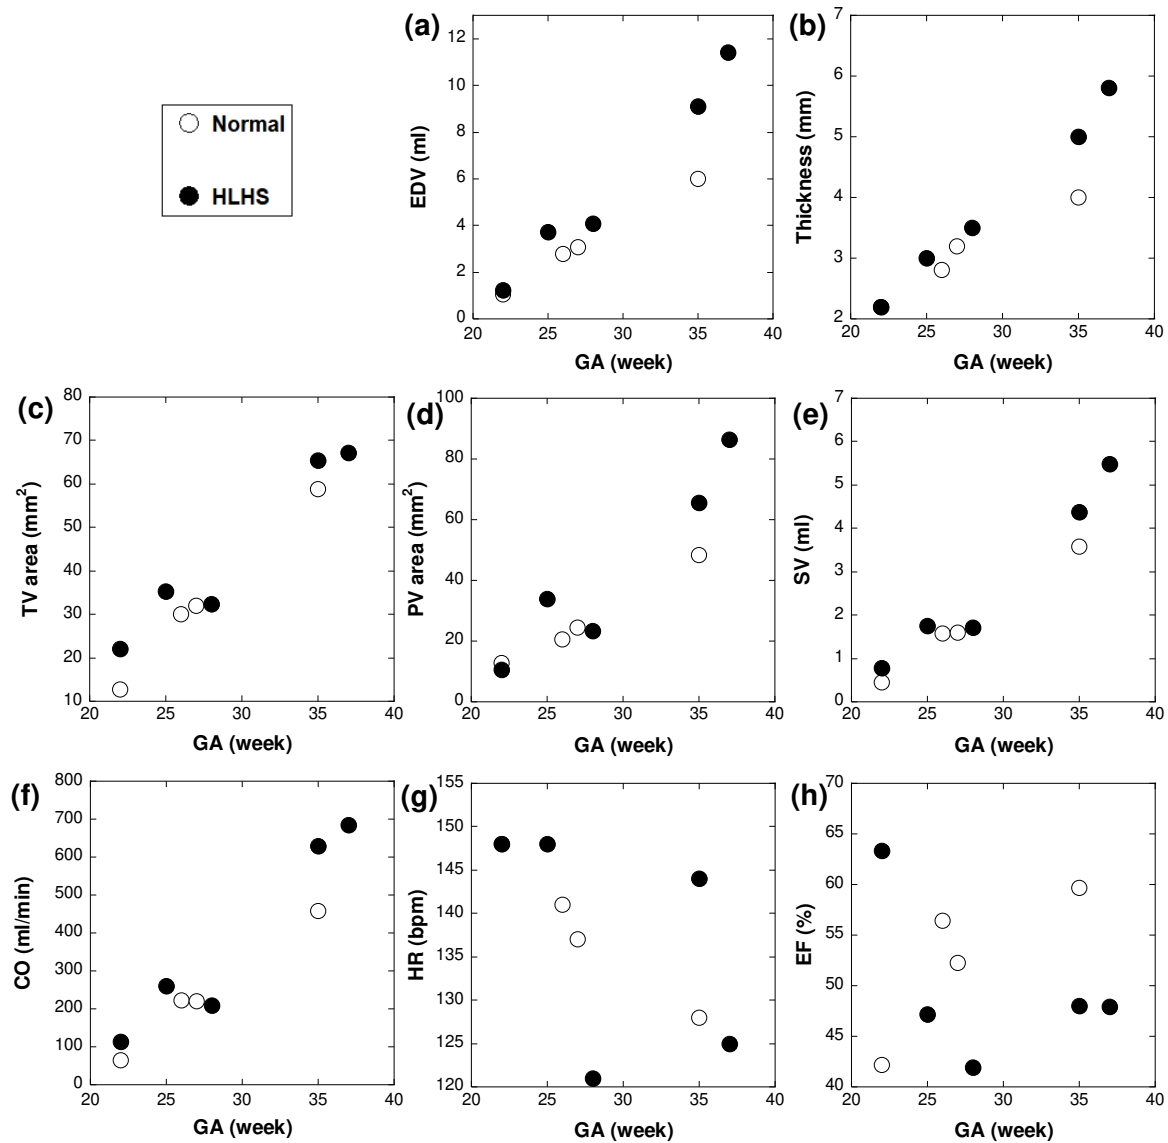 Normal
HLHS
(a)
EDV (ml)
12
10
8
6
4
2
0
20 25 30 35 40
GA (week)
(b)
Thickness (mm)
7
6
5
4
3
2
20 25 30 35 40
GA (week)
(c)
TV area (mm²)
80
70
60
50
40
30
20
10
20 25 30 35 40
GA (week)
(d)
PV area (mm²)
100
80
60
40
20
0
20 25 30 35 40
GA (week)
(e)
SV (ml)
7
6
5
4
3
2
1
0
20 25 30 35 40
GA (week)
(f)
CO (ml/min)
800
700
600
500
400
300
200
100
0
20 25 30 35 40
GA (week)
(g)
HR (bpm)
155
150
145
140
135
130
125
120
20 25 30 35 40
GA (week)
(h)
EF (%)
70
65
60
55
50
45
40
20 25 30 35 40
GA (week)